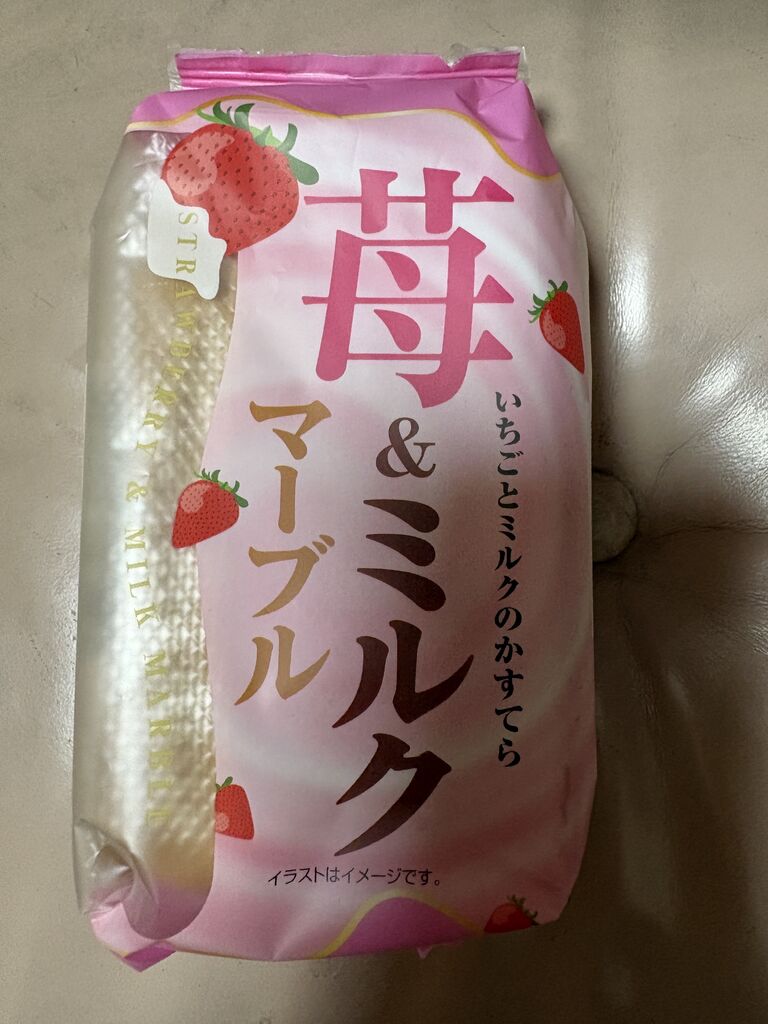 苺
&ミルク
マーブル
いちごとミルクのかすてら
STRAWBERRY & MILK MARBLE
イラストはイメージです。